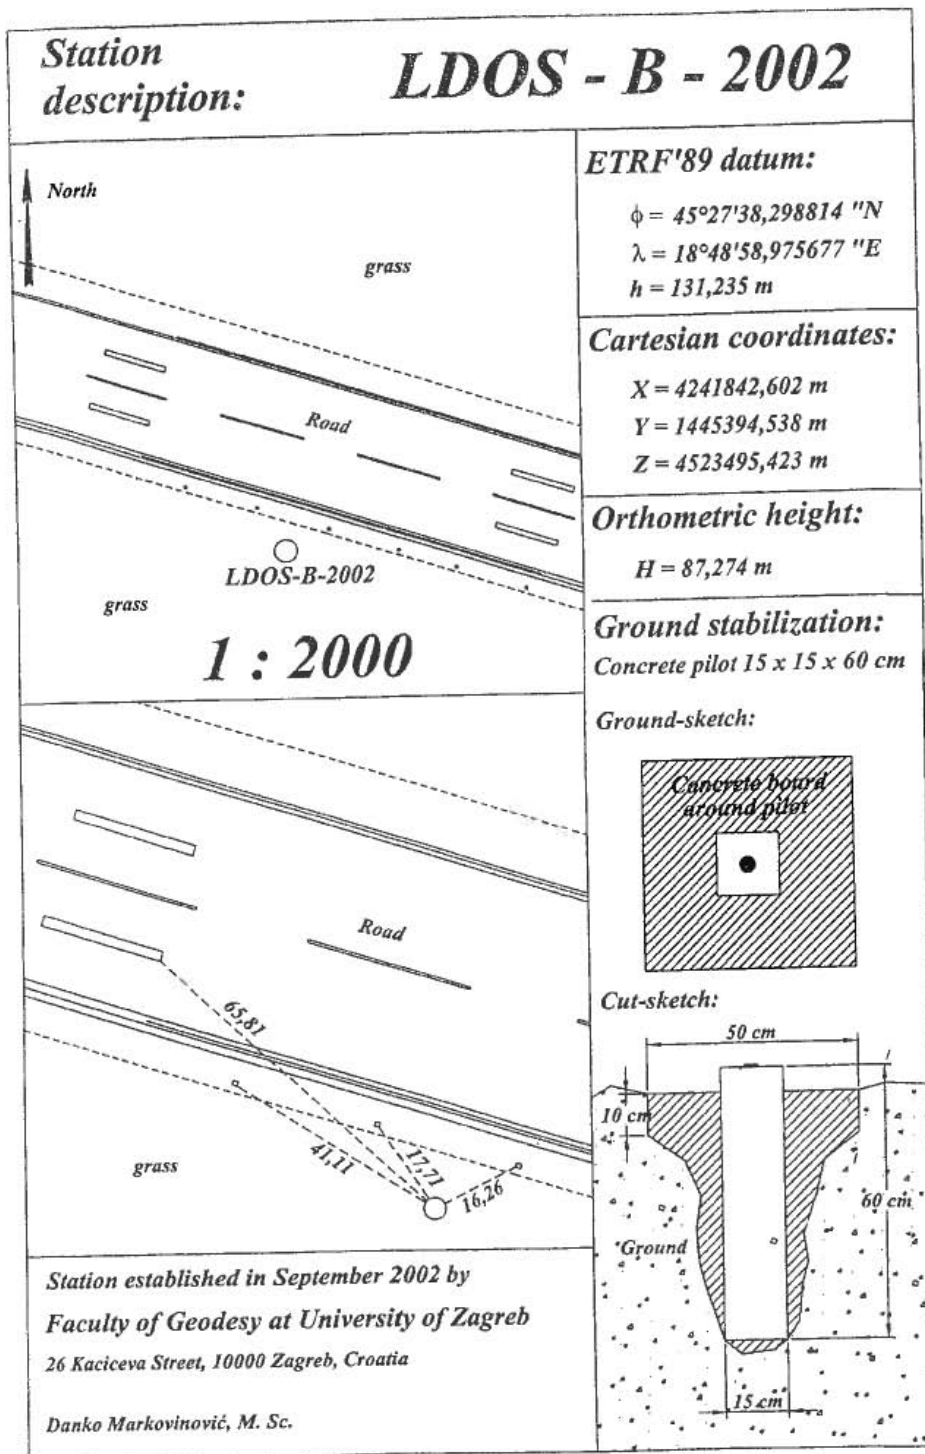 Station
description:
LDOS - B - 2002
North
grass
Road
LDOS-B-2002
grass
1 : 2000
Road
65,81
41,11
17,71
16,26
grass
Station established in September 2002 by
Faculty of Geodesy at University of Zagreb
26 Kaciceva Street, 10000 Zagreb, Croatia
Danko Markovinović, M. Sc.
ETRF'89 datum:
ϕ = 45°27'38,298814 "N
λ = 18°48'58,975677 "E
h = 131,235 m
Cartesian coordinates:
X = 4241842,602 m
Y = 1445394,538 m
Z = 4523495,423 m
Orthometric height:
H = 87,274 m
Ground stabilization:
Concrete pilot 15 x 15 x 60 cm
Ground-sketch:
Concrete board
around pilot
Cut-sketch:
50 cm
10 cm
60 cm
Ground
15 cm